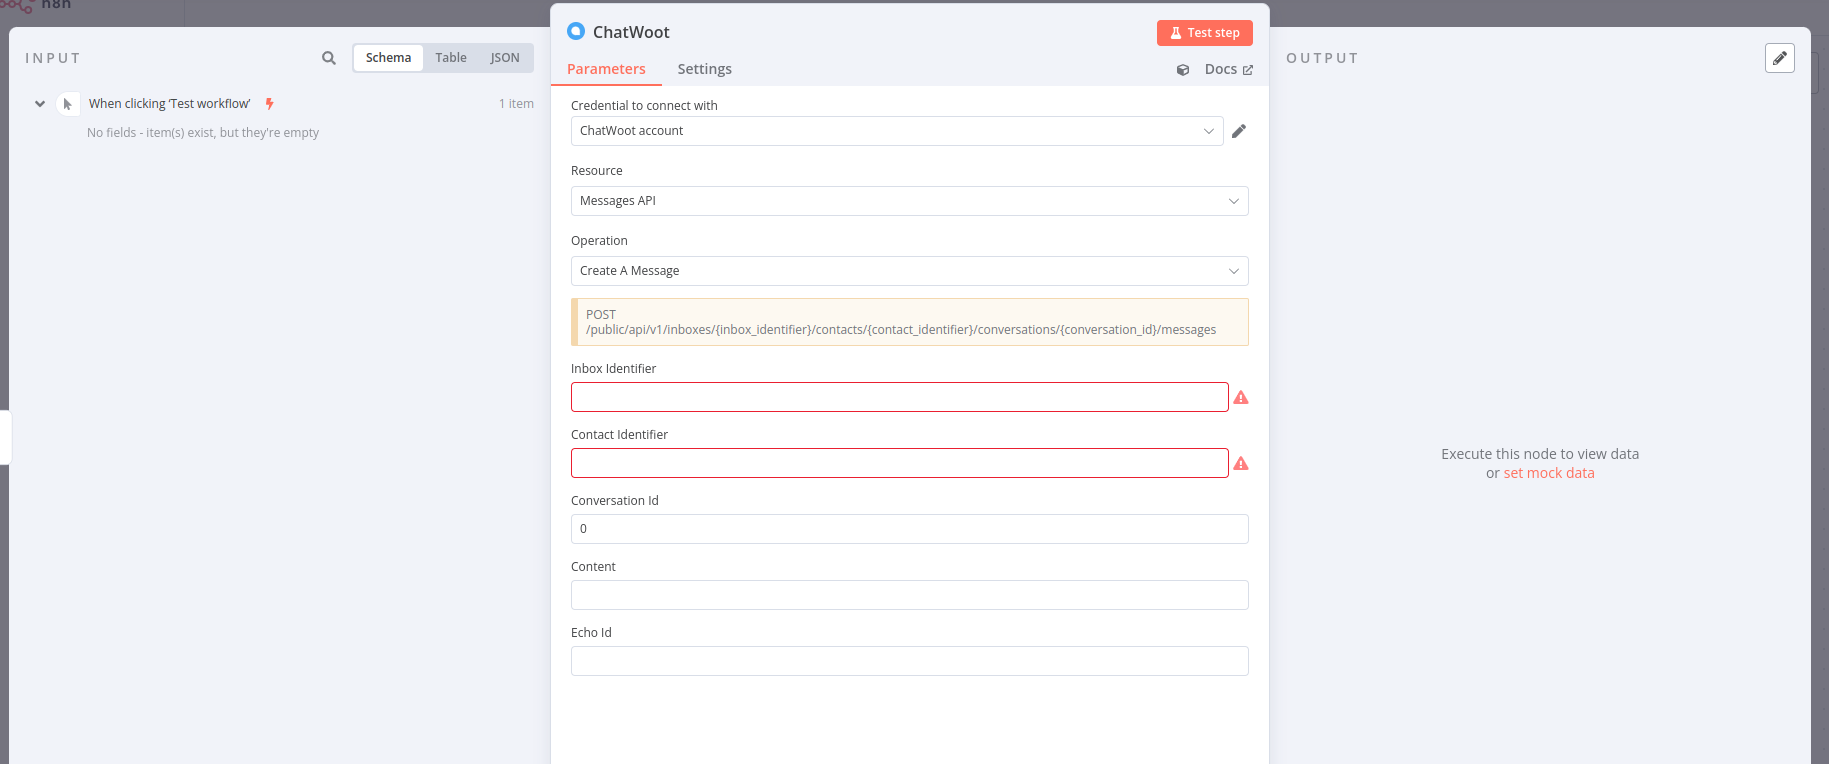 n8n
INPUT
Schema
Table
JSON
When clicking ‘Test workflow’
1 item
No fields - item(s) exist, but they're empty
ChatWoot
Test step
Parameters
Settings
Docs
Credential to connect with
ChatWoot account
Resource
Messages API
Operation
Create A Message
POST
/public/api/v1/inboxes/{inbox_identifier}/contacts/{contact_identifier}/conversations/{conversation_id}/messages
Inbox Identifier
Contact Identifier
Conversation Id
0
Content
Echo Id
OUTPUT
Execute this node to view data
or set mock data